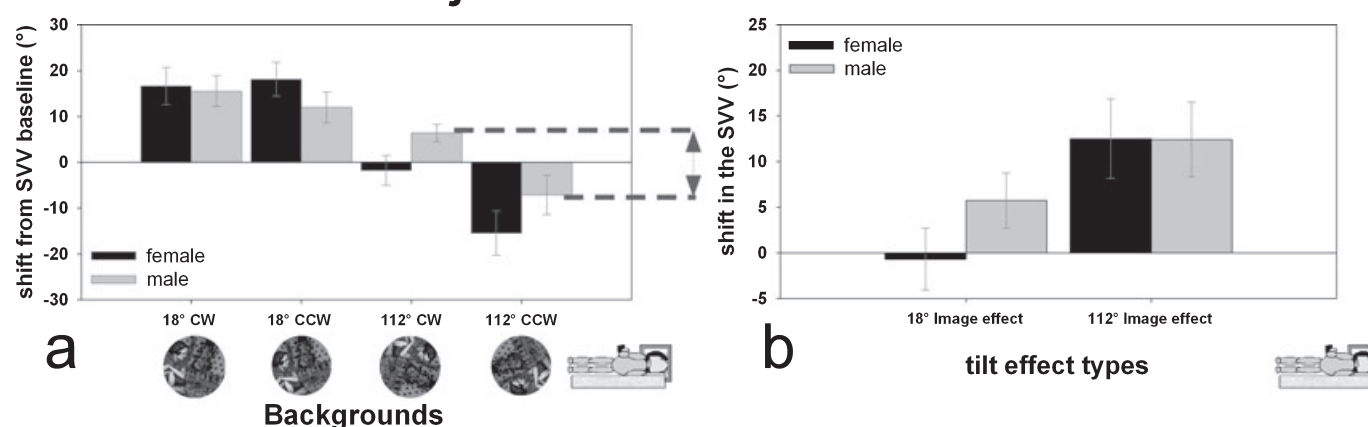 30
20
10
0
-10
-20
-30
shift from SVV baseline (°)
female
male
18° CW
18° CCW
112° CW
112° CCW
a
Backgrounds
25
20
15
10
5
0
-5
shift in the SVV (°)
female
male
18° Image effect
112° Image effect
b
tilt effect types